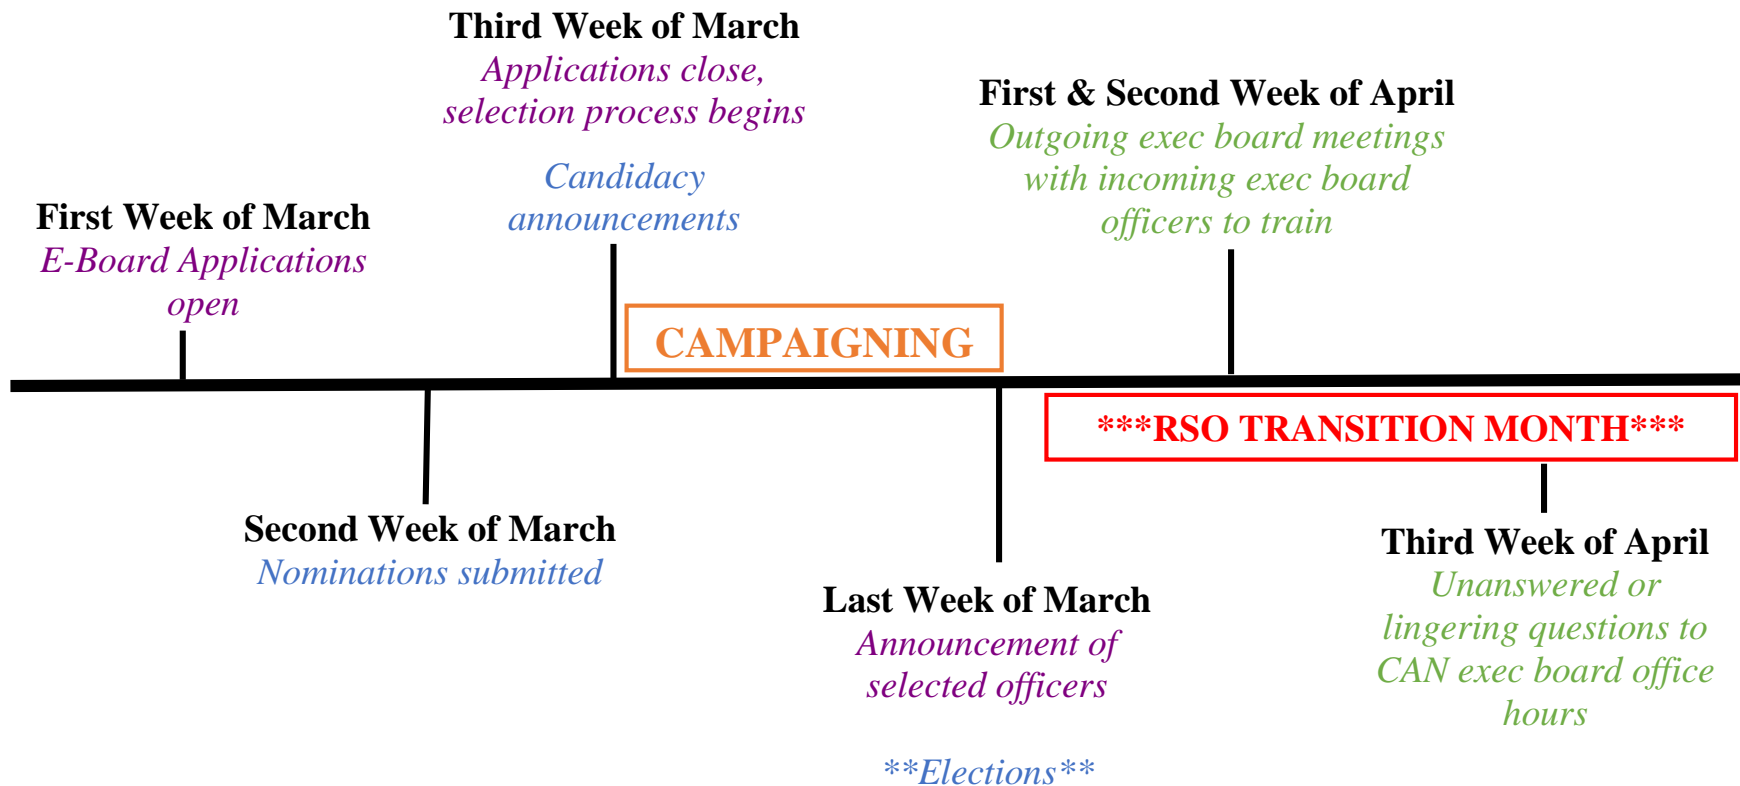 First Week of March
E-Board Applications
open
Second Week of March
Nominations submitted
Third Week of March
Applications close,
selection process begins
Candidacy
announcements
CAMPAIGNING
Last Week of March
Announcement of
selected officers
**Elections**
First & Second Week of April
Outgoing exec board meetings
with incoming exec board
officers to train
***RSO TRANSITION MONTH***
Third Week of April
Unanswered or
lingering questions to
CAN exec board office
hours